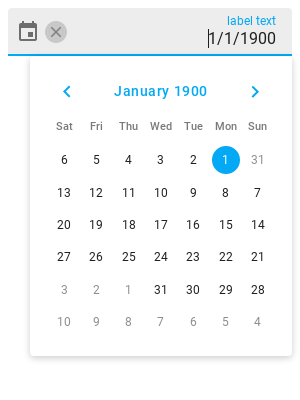 label text
1/1/1900
January 1900
Sat Fri Thu Wed Tue Mon Sun
6 5 4 3 2 1 31
13 12 11 10 9 8 7
20 19 18 17 16 15 14
27 26 25 24 23 22 21
3 2 1 31 30 29 28
10 9 8 7 6 5 4